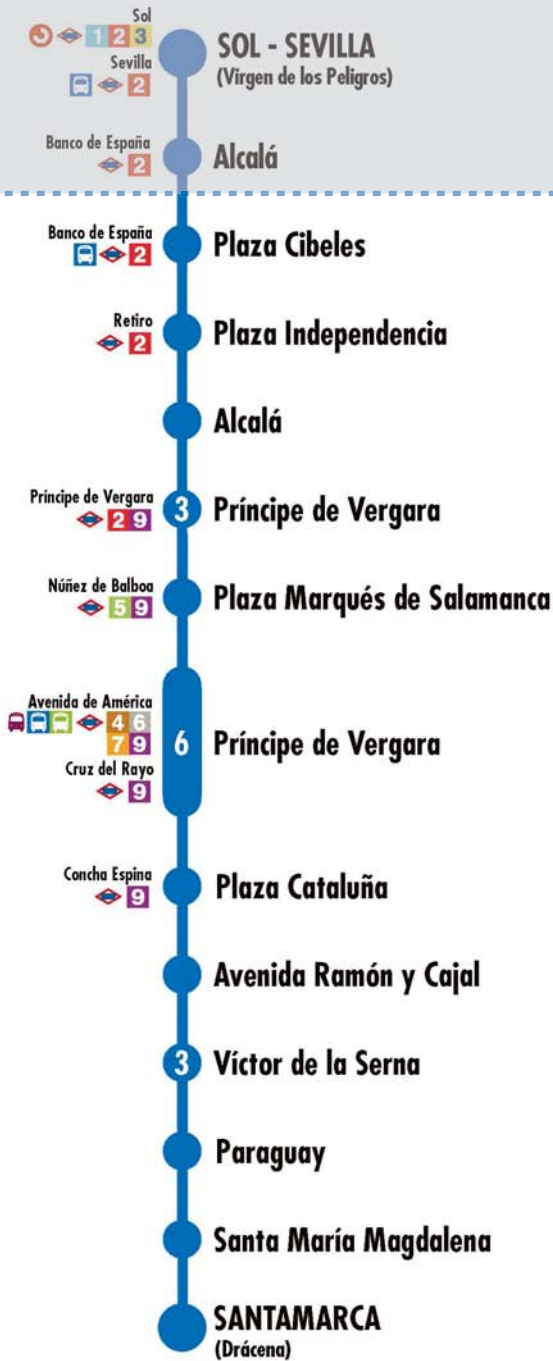 Sol
1 2 3
SOL - SEVILLA
(Virgen de los Peligros)
Sevilla
2
Banco de España
2
Alcalá
Banco de España
2
Plaza Cibeles
Retiro
2
Plaza Independencia
Alcalá
Príncipe de Vergara
2 9
3
Príncipe de Vergara
Núñez de Balboa
5 9
Plaza Marqués de Salamanca
Avenida de América
4 6
7 9
6
Príncipe de Vergara
Cruz del Rayo
9
Concha Espina
9
Plaza Cataluña
Avenida Ramón y Cajal
3
Víctor de la Serna
Paraguay
Santa María Magdalena
SANTAMARCA
(Drácena)